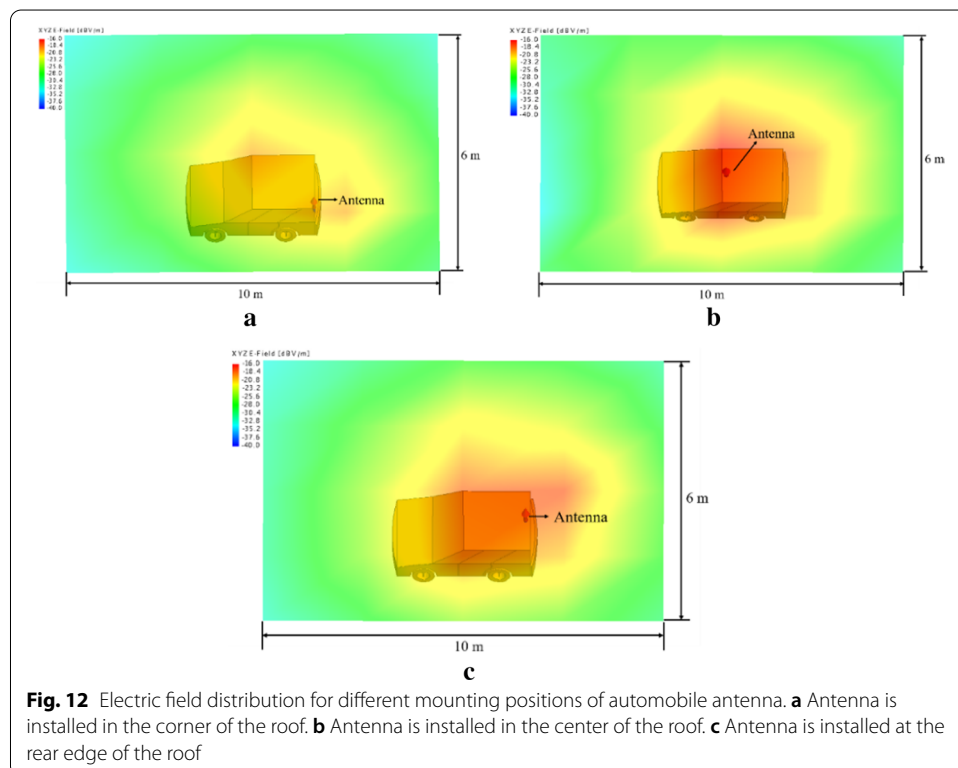 XYZE-Field [dBV/m]
-16.0
-18.4
-20.8
-23.2
-25.6
-28.0
-30.4
-32.8
-35.2
-37.6
-40.0
Antenna
6 m
10 m
a
XYZE-Field [dBV/m]
-16.0
-18.4
-20.8
-23.2
-25.6
-28.0
-30.4
-32.8
-35.2
-37.6
-40.0
Antenna
6 m
10 m
b
XYZE-Field [dBV/m]
-16.0
-18.4
-20.8
-23.2
-25.6
-28.0
-30.4
-32.8
-35.2
-37.6
-40.0
Antenna
6 m
10 m
c
Fig. 12 Electric field distribution for different mounting positions of automobile antenna. a Antenna is
installed in the corner of the roof. b Antenna is installed in the center of the roof. c Antenna is installed at the
rear edge of the roof